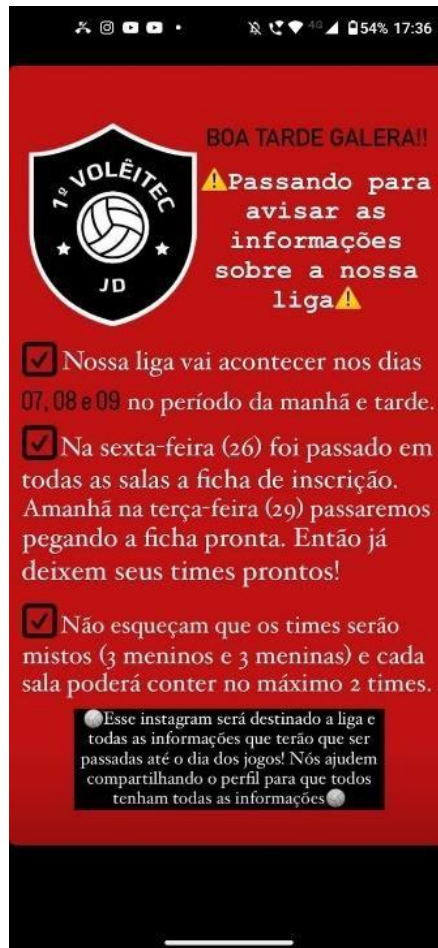 4G 54% 17:36
1º VOLÊITEC
JD
BOA TARDE GALERA!!
⚠️Passando para
avisar as
informações
sobre a nossa
liga⚠️
☑Nossa liga vai acontecer nos dias
07, 08 e 09 no período da manhã e tarde.
☑Na sexta-feira (26) foi passado em
todas as salas a ficha de inscrição.
Amanhã na terça-feira (29) passaremos
pegando a ficha pronta. Então já
deixem seus times prontos!
☑Não esqueçam que os times serão
mistos (3 meninos e 3 meninas) e cada
sala poderá conter no máximo 2 times.
🏐Esse instagram será destinado a liga e
todas as informações que terão que ser
passadas até o dia dos jogos! Nós ajudem
compartilhando o perfil para que todos
tenham todas as informações🏐